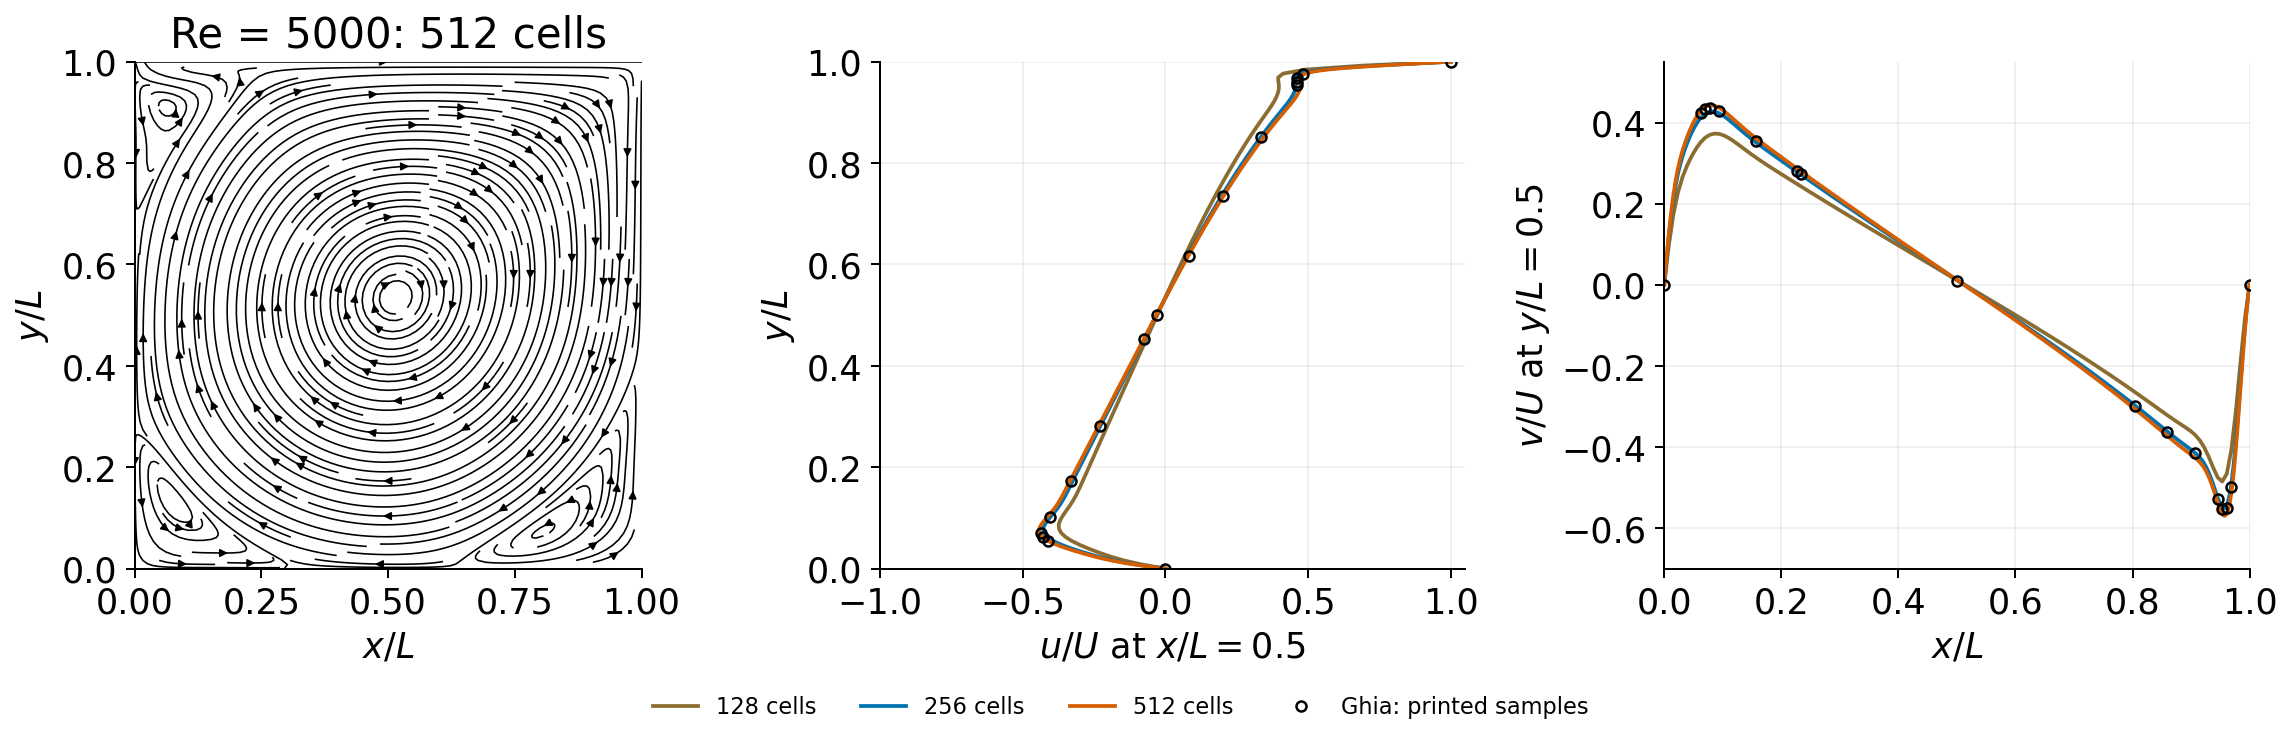 Re = 5000: 512 cells
1.0
0.8
0.6
0.4
0.2
0.0
y/L
0.00 0.25 0.50 0.75 1.00
x/L
1.0
0.8
0.6
0.4
0.2
0.0
y/L
−1.0 −0.5 0.0 0.5 1.0
u/U at x/L = 0.5
0.4
0.2
0.0
−0.2
−0.4
−0.6
v/U at y/L = 0.5
0.0 0.2 0.4 0.6 0.8 1.0
x/L
128 cells 256 cells 512 cells Ghia: printed samples